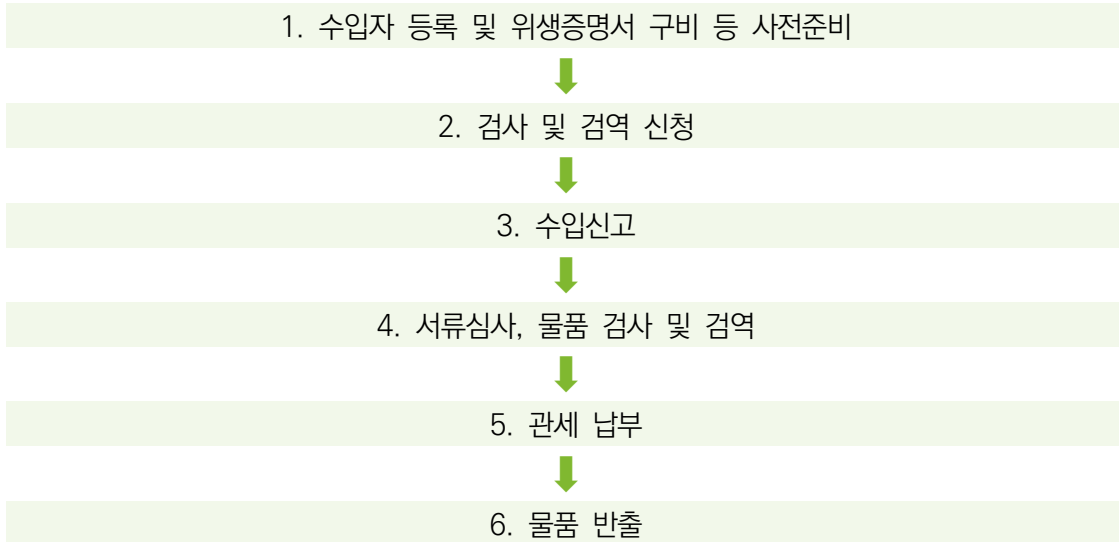 1. 수입자 등록 및 위생증명서 구비 등 사전준비
2. 검사 및 검역 신청
3. 수입신고
4. 서류심사, 물품 검사 및 검역
5. 관세 납부
6. 물품 반출